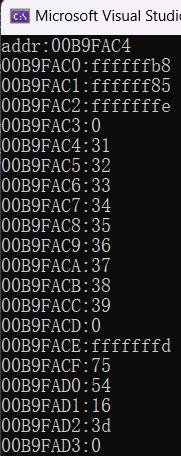 Microsoft Visual Studi
addr:00B9FAC4
00B9FAC0:ffffffb8
00B9FAC1:ffffff85
00B9FAC2:fffffffe
00B9FAC3:0
00B9FAC4:31
00B9FAC5:32
00B9FAC6:33
00B9FAC7:34
00B9FAC8:35
00B9FAC9:36
00B9FACA:37
00B9FACB:38
00B9FACC:39
00B9FACD:0
00B9FACE:fffffffd
00B9FACF:75
00B9FAD0:54
00B9FAD1:16
00B9FAD2:3d
00B9FAD3:0